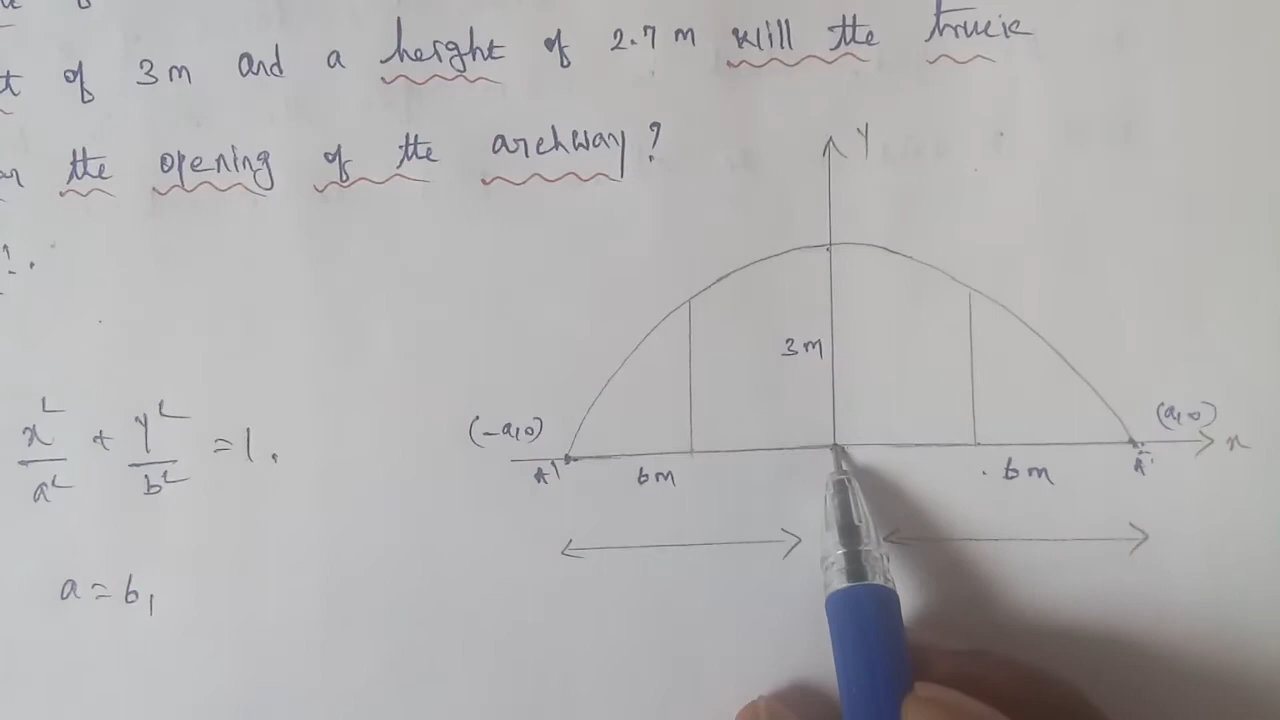 of 3m and a height of 2.7m will the truck
the opening of the archway?
Y
3m
x² / a² + y² / b² = 1.
(-a,0)
(a,0)
x
A'
6m
6m
A
a = 6,